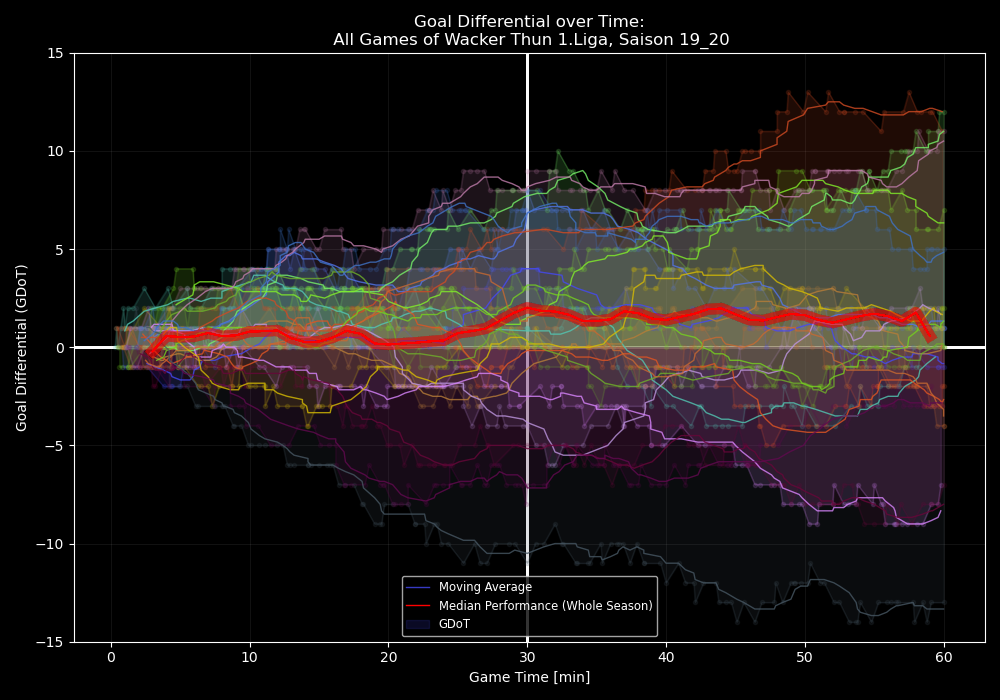 Goal Differential over Time:
All Games of Wacker Thun 1.Liga, Saison 19_20
Goal Differential (GDoT)
15
10
5
0
−5
−10
−15
Moving Average
Median Performance (Whole Season)
GDoT
0 10 20 30 40 50 60
Game Time [min]